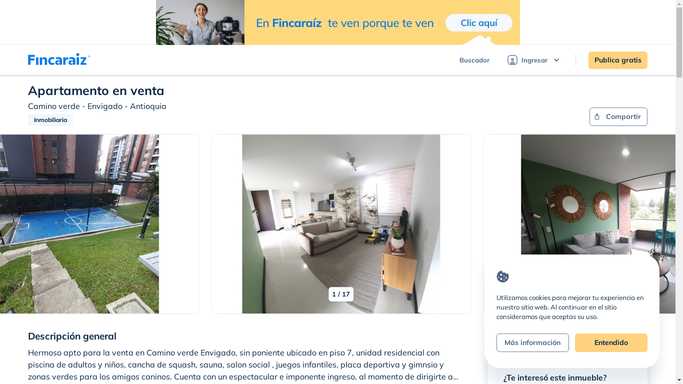 En Fincaraíz te ven porque te ven
Clic aquí
Fincaraiz
Buscador
Ingresar
Publica gratis
Apartamento en venta
Camino verde - Envigado - Antioquia
Inmobiliaria
Compartir
1 / 17
Utilizamos cookies para mejorar tu experiencia en
nuestro sitio web. Al continuar en el sitio
consideramos que aceptas su uso.
Más información
Entendido
Descripción general
Hermoso apto para la venta en Camino verde Envigado, sin poniente ubicado en piso 7, unidad residencial con
piscina de adultos y niños, cancha de squash, sauna, salon social , juegos infantiles, placa deportiva y gimnsio y
zonas verdes para los amigos caninos. Cuenta con un espectacular e imponente ingreso, al momento de dirigirte a...
¿Te interesó este inmueble?